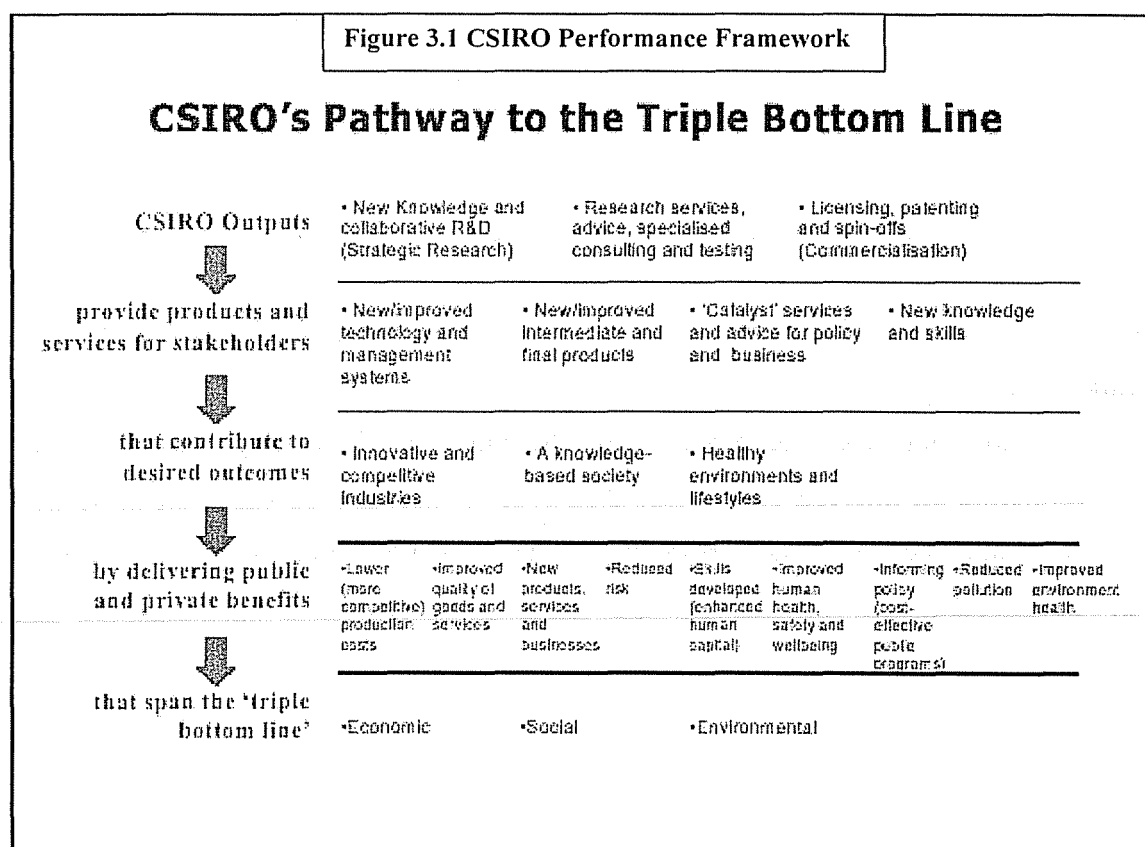 Figure 3.1 CSIRO Performance Framework
CSIRO's Pathway to the Triple Bottom Line
CSIRO Outputs
• New Knowledge and
collaborative R&D
(Strategic Research)
• Research services,
advice, specialised
consulting and testing
• Licensing, patenting
and spin-offs
(Commercialisation)
provide products and
services for stakeholders
• New/improved
technology and
management
systems
• New/improved
intermediate and
final products
• 'Catalyst' services
and advice for policy
and business
• New knowledge
and skills
that contribute to
desired outcomes
• Innovative and
competitive
industries
• A knowledge-
based society
• Healthy
environments and
lifestyles
by delivering public
and private benefits
•Lower
(more
competitive)
production
costs
•Improved
quality of
goods and
services
•New
products,
services
and
businesses
•Reduced
risk
•Skills
developed
(enhanced
human
capital)
•Improved
human
health,
safety and
wellbeing
•Informing
policy
(cost-
effective
public
programs)
•Reduced
pollution
•Improved
environment
health
that span the 'triple
bottom line'
•Economic
•Social
•Environmental